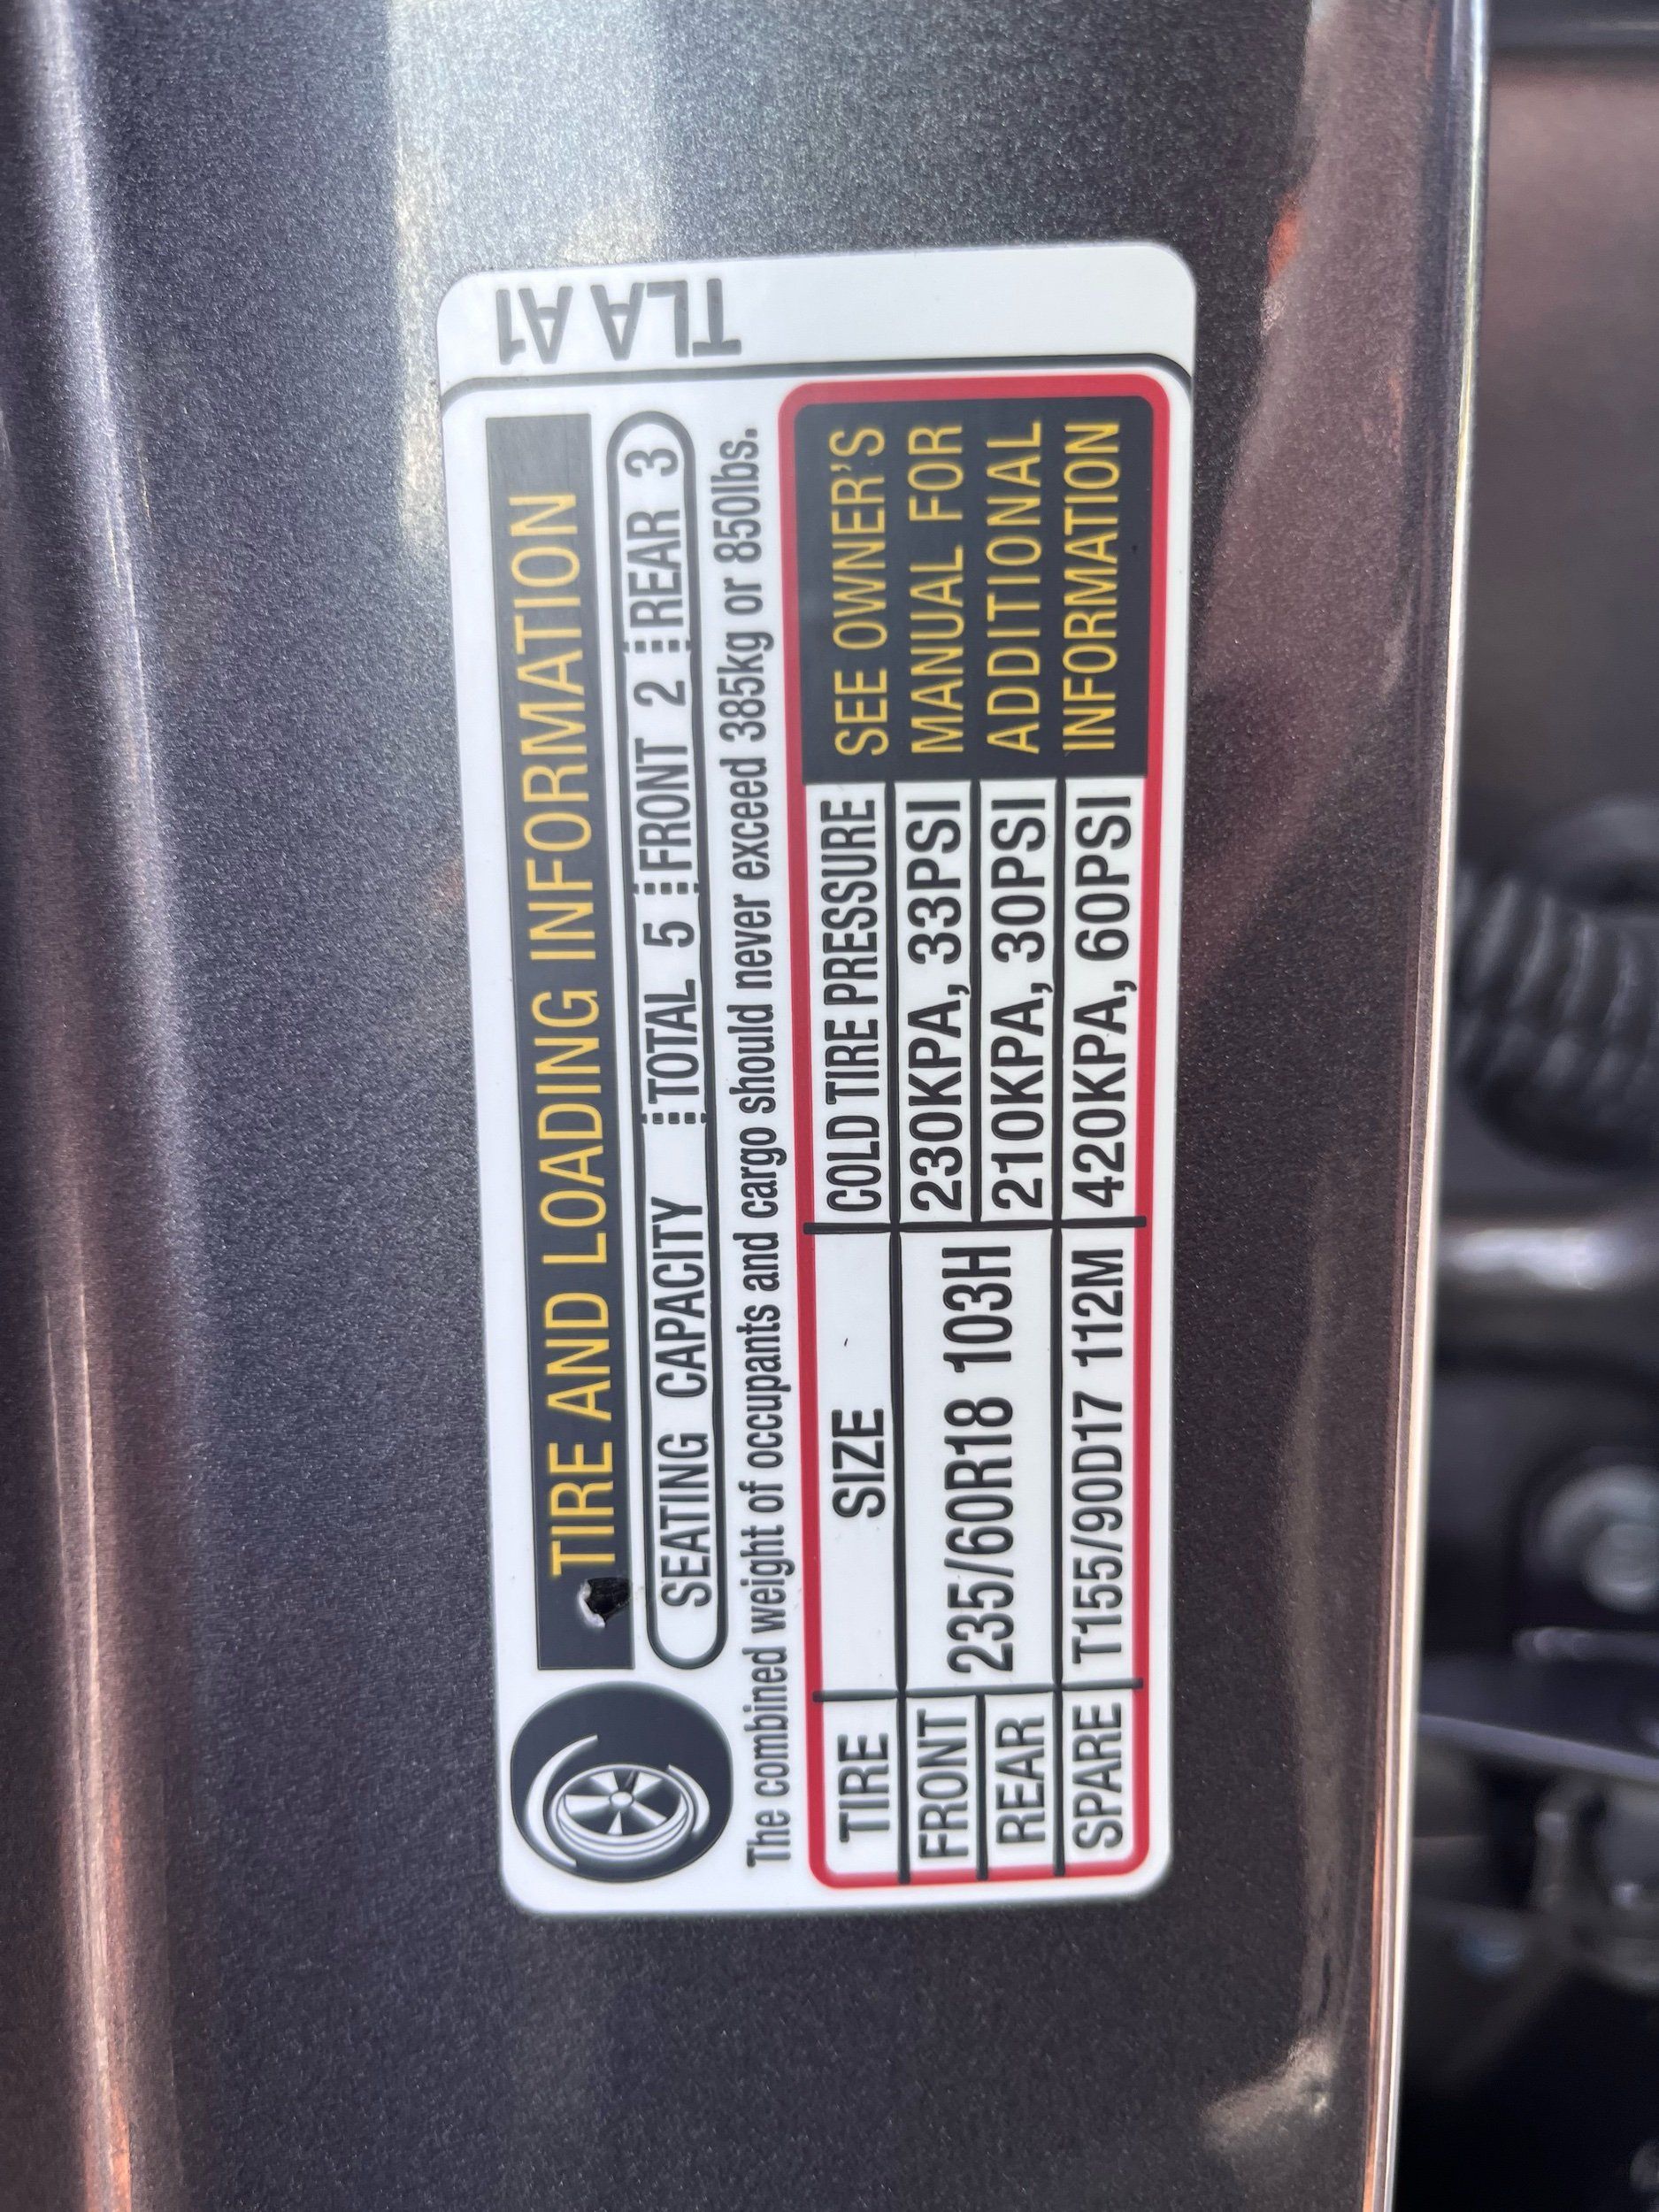 TIRE AND LOADING INFORMATION
SEATING CAPACITY TOTAL 5 FRONT 2 REAR 3
The combined weight of occupants and cargo should never exceed 385kg or 850lbs.
TIRE SIZE COLD TIRE PRESSURE
FRONT 235/60R18 103H 230KPA, 33PSI
REAR 210KPA, 30PSI
SPARE T155/90D17 112M 420KPA, 60PSI
SEE OWNER'S
MANUAL FOR
ADDITIONAL
INFORMATION
TLA A1